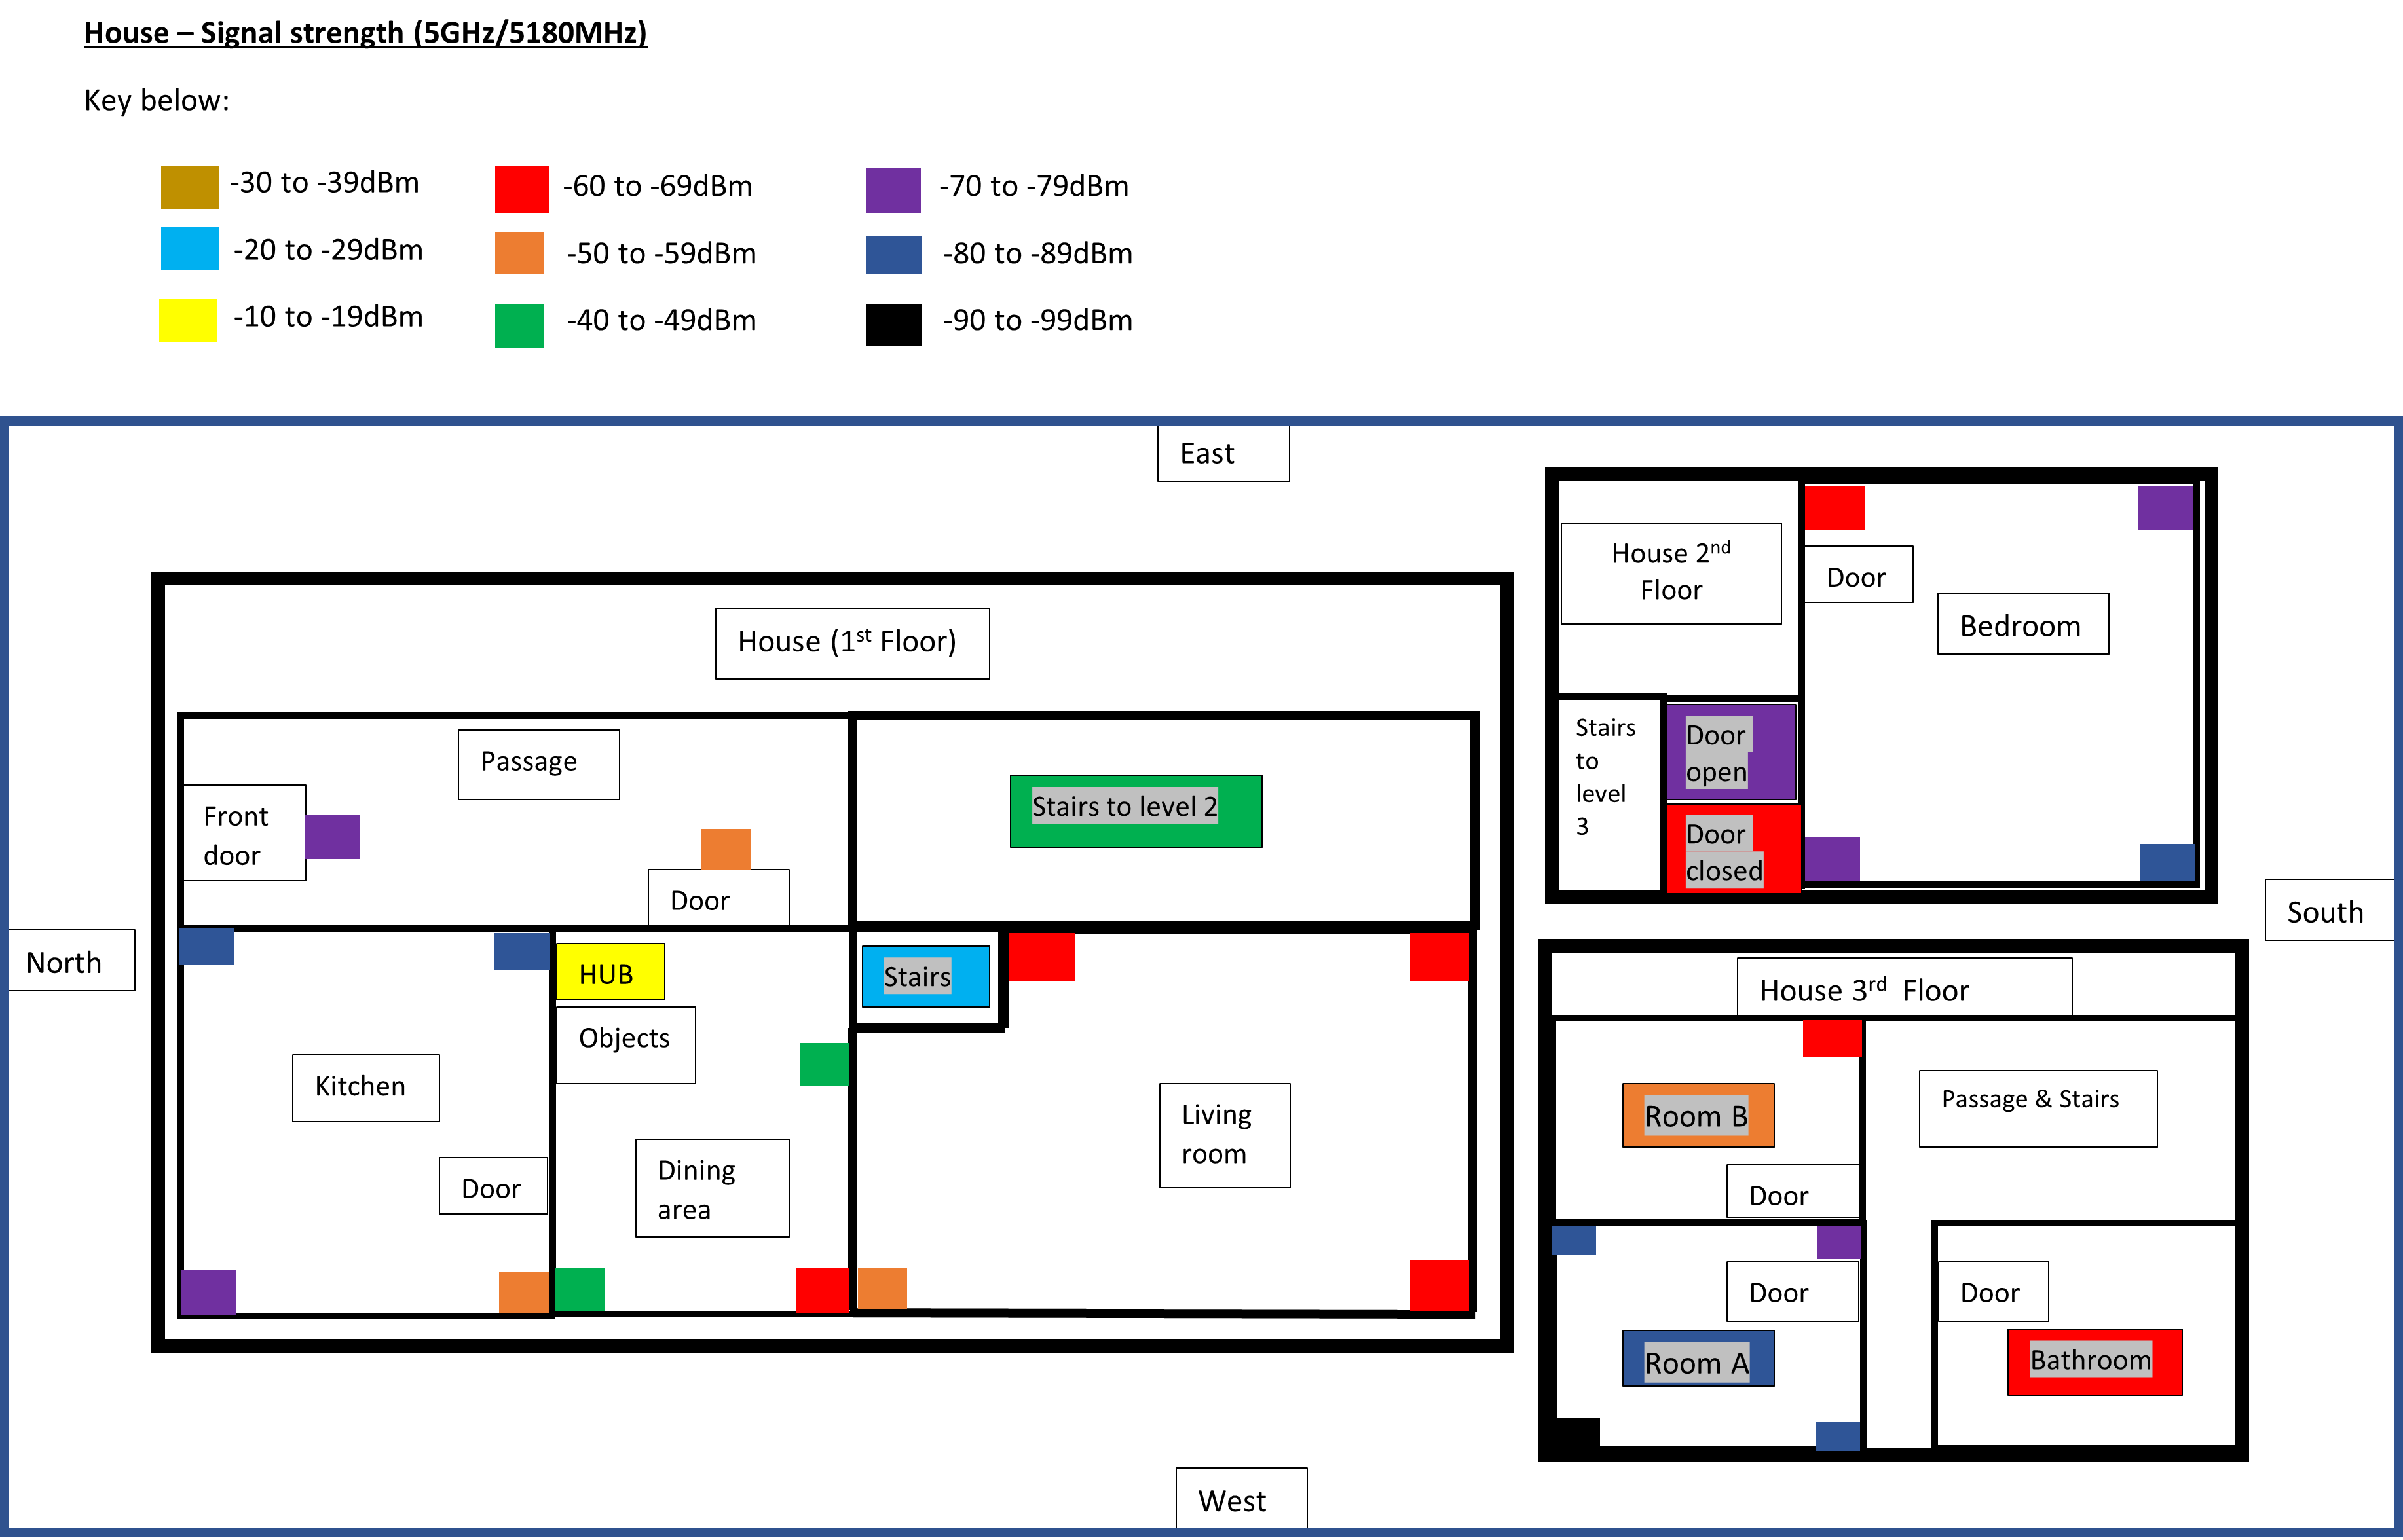 House – Signal strength (5GHz/5180MHz)
Key below:
-30 to -39dBm
-60 to -69dBm
-70 to -79dBm
-20 to -29dBm
-50 to -59dBm
-80 to -89dBm
-10 to -19dBm
-40 to -49dBm
-90 to -99dBm
East
House (1st Floor)
Passage
Front
door
Door
Stairs to level 2
North
HUB
Objects
Stairs
Kitchen
Door
Dining
area
Living
room
House 2nd
Floor
Door
Bedroom
Stairs
to
level
3
Door
open
Door
closed
South
House 3rd Floor
Room B
Passage & Stairs
Door
Door
Door
Room A
Bathroom
West